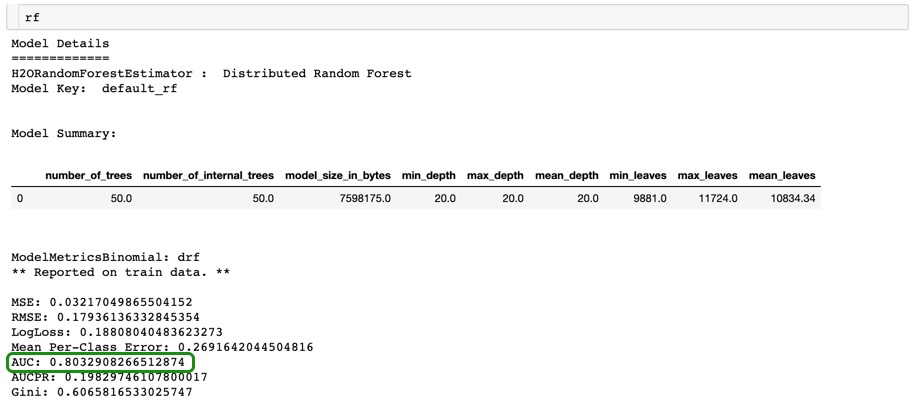 rf
Model Details
=============
H2ORandomForestEstimator :  Distributed Random Forest
Model Key:  default_rf
Model Summary:
number_of_trees number_of_internal_trees model_size_in_bytes min_depth max_depth mean_depth min_leaves max_leaves mean_leaves
0 50.0 50.0 7598175.0 20.0 20.0 20.0 9881.0 11724.0 10834.34
ModelMetricsBinomial: drf
** Reported on train data. **
MSE: 0.03217049865504152
RMSE: 0.17936136332845354
LogLoss: 0.18808040483623273
Mean Per-Class Error: 0.2691642044504816
AUC: 0.8032908266512874
AUCPR: 0.19829746107800017
Gini: 0.6065816533025747